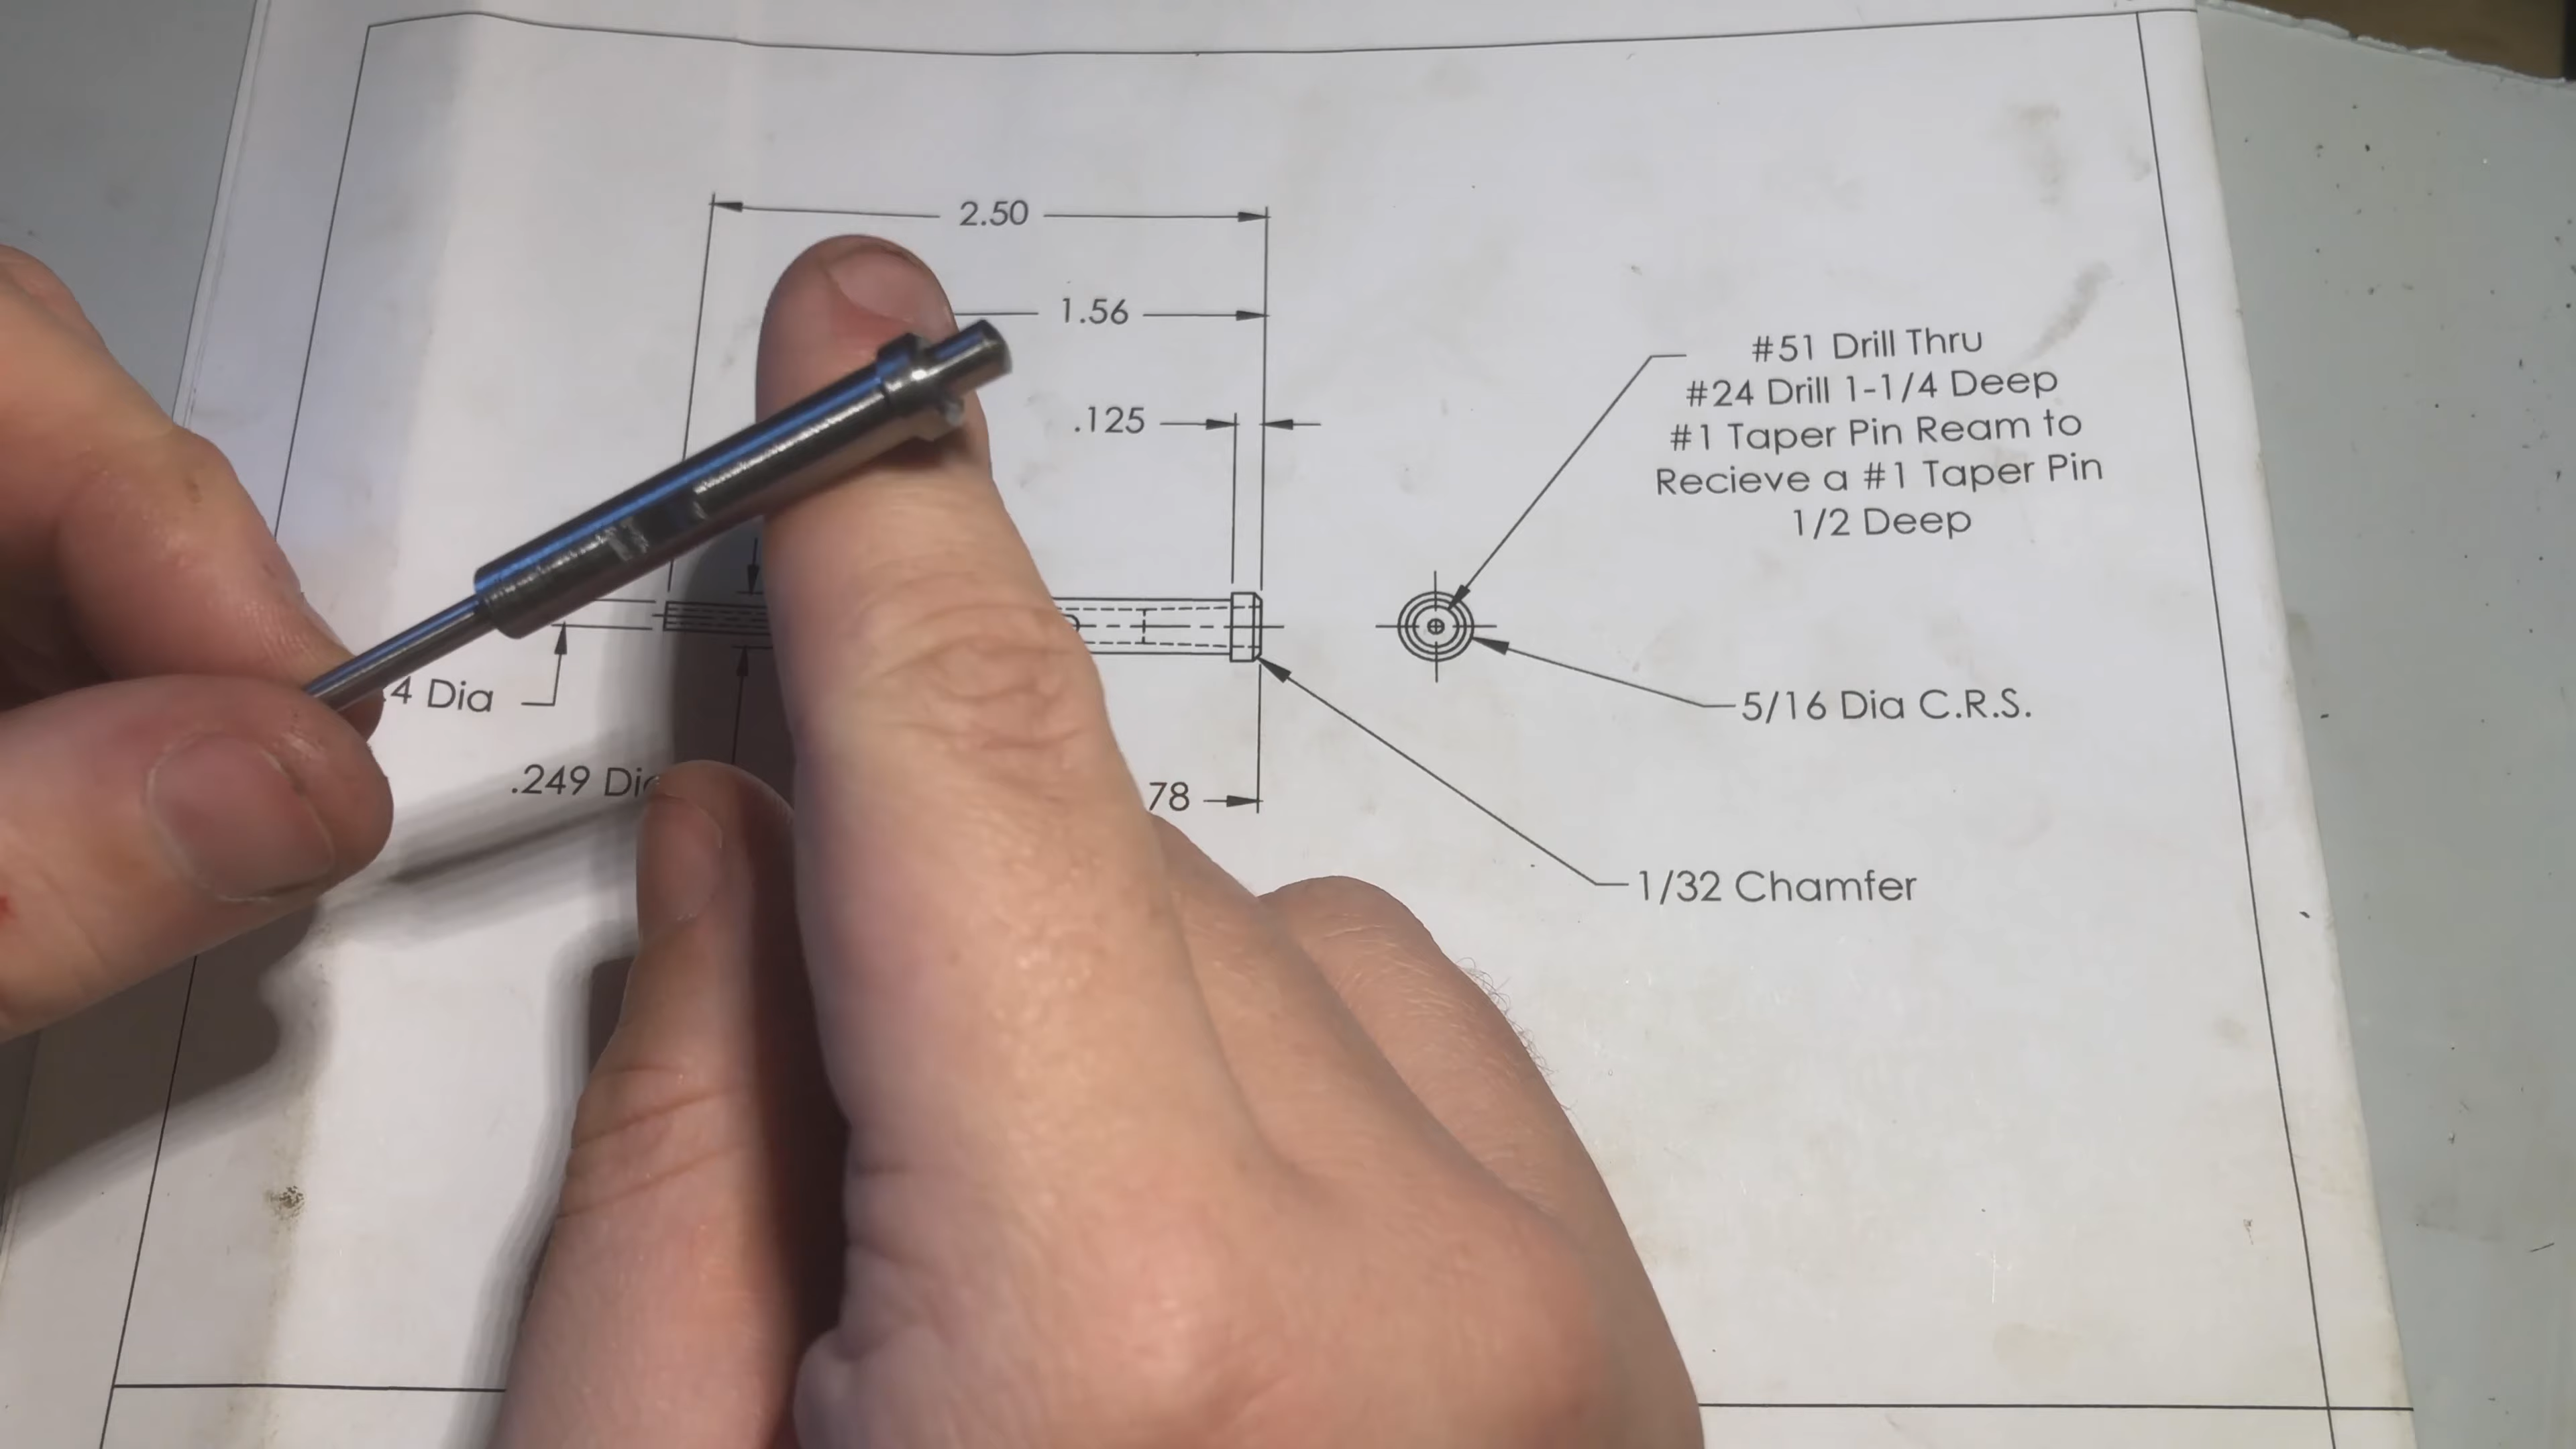 2.50
1.56
.125
#51 Drill Thru
#24 Drill 1-1/4 Deep
#1 Taper Pin Ream to
Recieve a #1 Taper Pin
1/2 Deep
4 Dia
5/16 Dia C.R.S.
.249
78
1/32 Chamfer